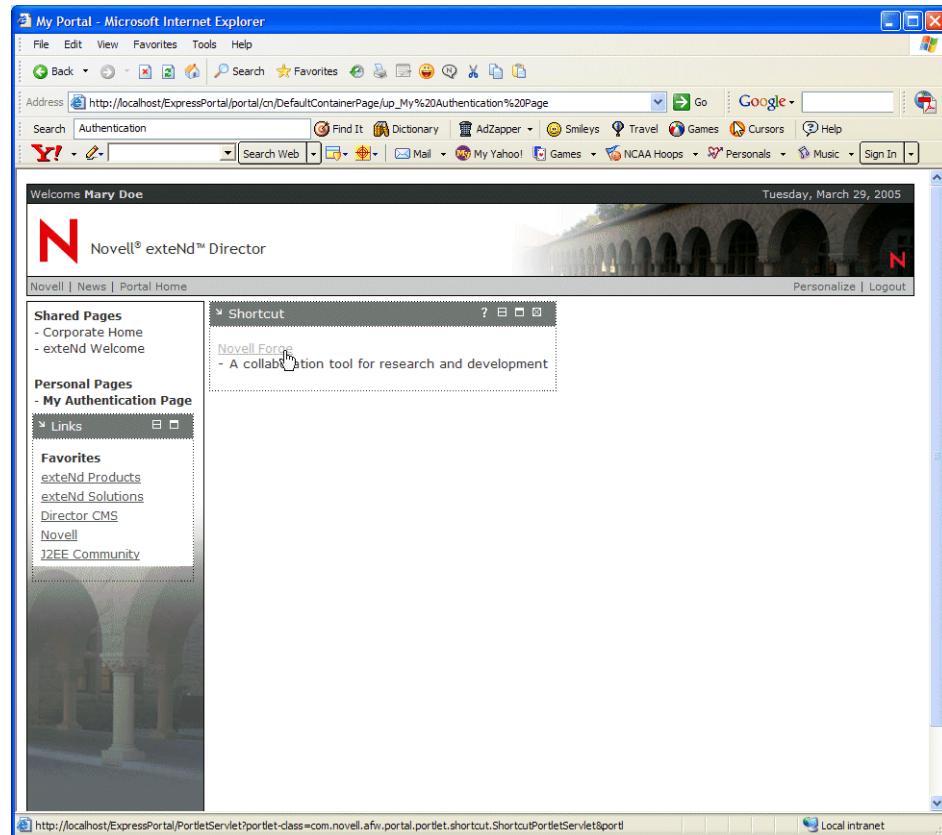 My Portal - Microsoft Internet Explorer
File Edit View Favorites Tools Help
Back Search Favorites
Address http://localhost/ExpressPortal/portal/cn/DefaultContainerPage/up_My%20Authentication%20Page Go Google
Search Authentication Find It Dictionary AdZapper Smileys Travel Games Cursors Help
Y! Search Web Mail My Yahoo! Games NCAA Hoops Personals Music Sign In
Welcome Mary Doe Tuesday, March 29, 2005
N Novell® exteNd™ Director N
Novell | News | Portal Home Personalize | Logout
Shared Pages
- Corporate Home
- exteNd Welcome
Personal Pages
- My Authentication Page
Links
Favorites
exteNd Products
exteNd Solutions
Director CMS
Novell
J2EE Community
Shortcut ?
Novell Forge
- A collaboration tool for research and development
http://localhost/ExpressPortal/PortletServlet?portlet-class=com.novell.afw.portal.portlet.shortcut.ShortcutPortletServlet&portl Local intranet